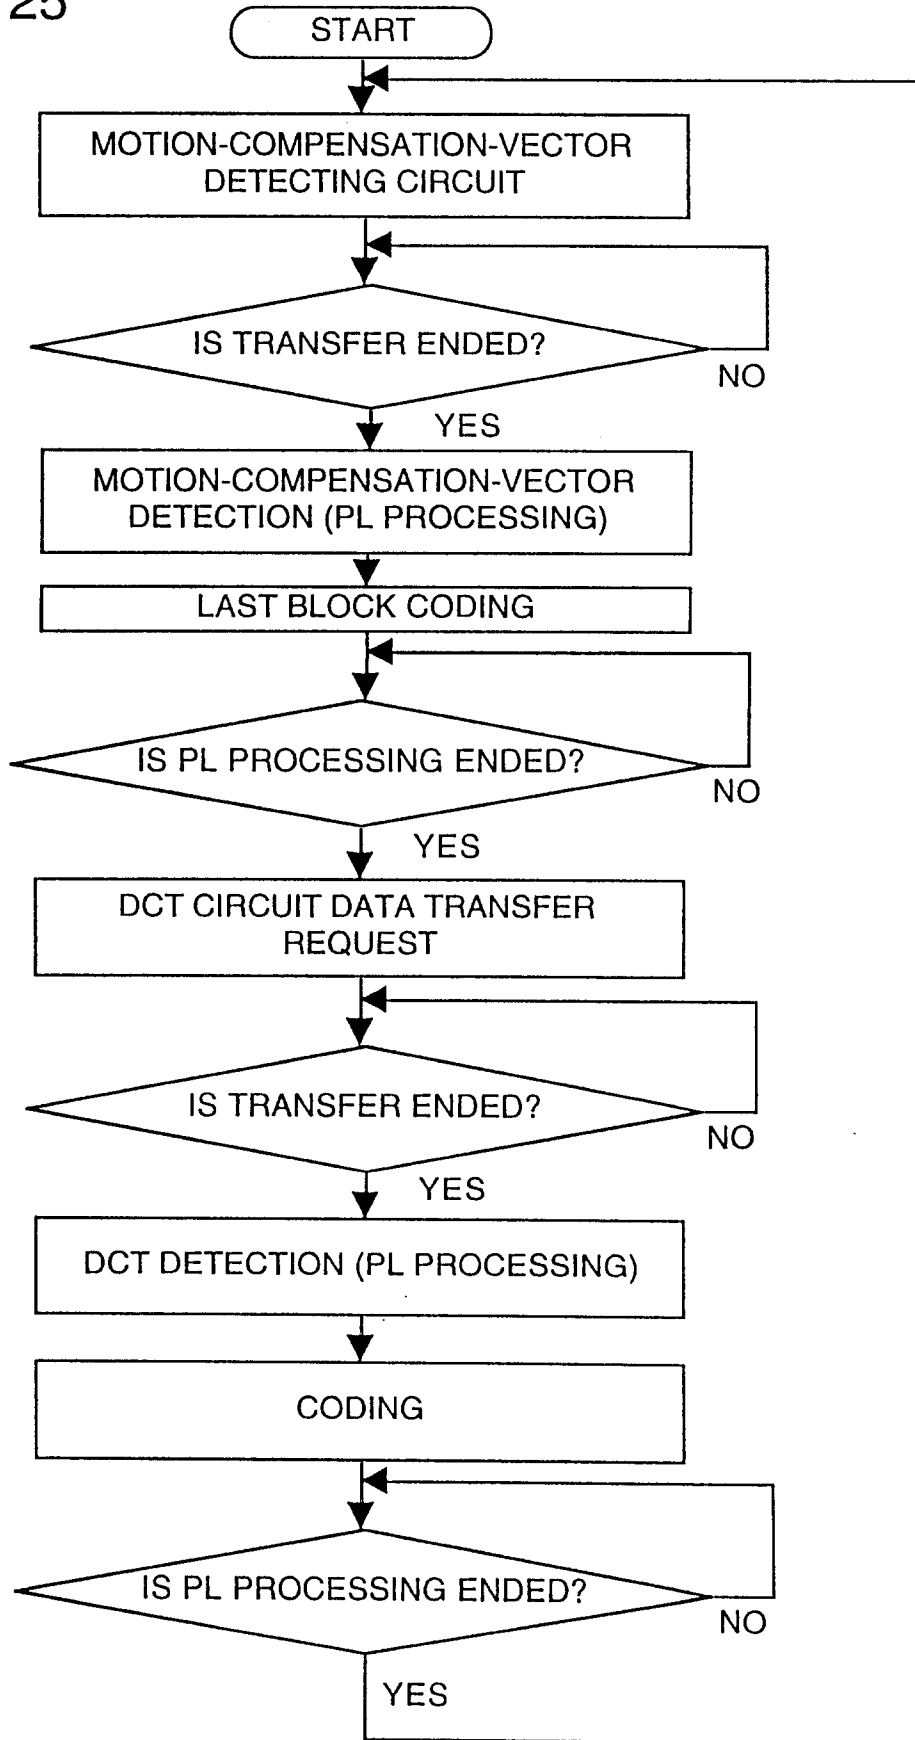 25
START
MOTION-COMPENSATION-VECTOR
DETECTING CIRCUIT
IS TRANSFER ENDED?
NO
YES
MOTION-COMPENSATION-VECTOR
DETECTION (PL PROCESSING)
LAST BLOCK CODING
IS PL PROCESSING ENDED?
NO
YES
DCT CIRCUIT DATA TRANSFER
REQUEST
IS TRANSFER ENDED?
NO
YES
DCT DETECTION (PL PROCESSING)
CODING
IS PL PROCESSING ENDED?
NO
YES